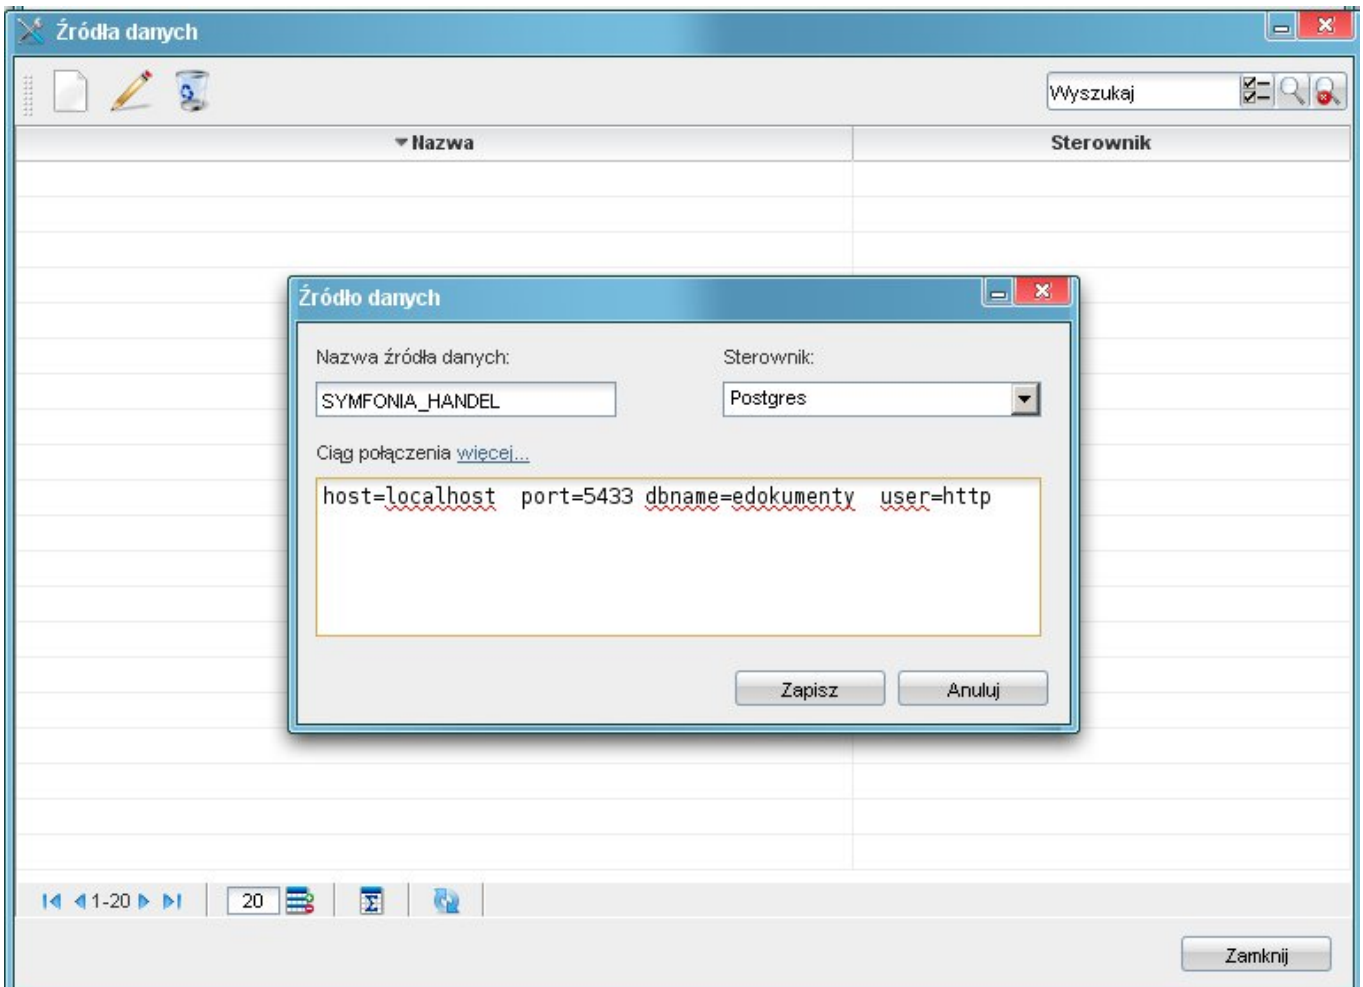 Źródła danych
Wyszukaj
Nazwa Sterownik
Źródło danych
Nazwa źródła danych: Sterownik:
SYMFONIA_HANDEL Postgres
Ciąg połączenia więcej...
host=localhost  port=5433 dbname=edokumenty  user=http
Zapisz Anuluj
1-20 20 Σ
Zamknij